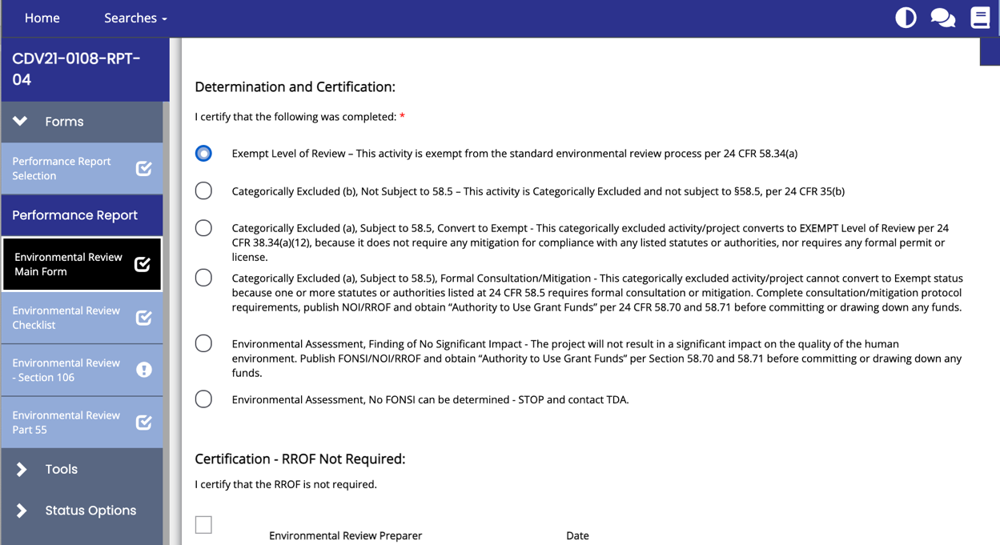 Home
Searches
CDV21-0108-RPT-
04
Forms
Performance Report
Selection
Performance Report
Environmental Review
Main Form
Environmental Review
Checklist
Environmental Review
- Section 106
Environmental Review
Part 55
Tools
Status Options
Determination and Certification:
I certify that the following was completed: *
Exempt Level of Review – This activity is exempt from the standard environmental review process per 24 CFR 58.34(a)
Categorically Excluded (b), Not Subject to 58.5 – This activity is Categorically Excluded and not subject to §58.5, per 24 CFR 35(b)
Categorically Excluded (a), Subject to 58.5, Convert to Exempt - This categorically excluded activity/project converts to EXEMPT Level of Review per 24
CFR 38.34(a)(12), because it does not require any mitigation for compliance with any listed statutes or authorities, nor requires any formal permit or
license.
Categorically Excluded (a), Subject to 58.5), Formal Consultation/Mitigation - This categorically excluded activity/project cannot convert to Exempt status
because one or more statutes or authorities listed at 24 CFR 58.5 requires formal consultation or mitigation. Complete consultation/mitigation protocol
requirements, publish NOI/RROF and obtain “Authority to Use Grant Funds” per 24 CFR 58.70 and 58.71 before committing or drawing down any funds.
Environmental Assessment, Finding of No Significant Impact - The project will not result in a significant impact on the quality of the human
environment. Publish FONSI/NOI/RROF and obtain “Authority to Use Grant Funds” per Section 58.70 and 58.71 before committing or drawing down any
funds.
Environmental Assessment, No FONSI can be determined - STOP and contact TDA.
Certification - RROF Not Required:
I certify that the RROF is not required.
Environmental Review Preparer
Date